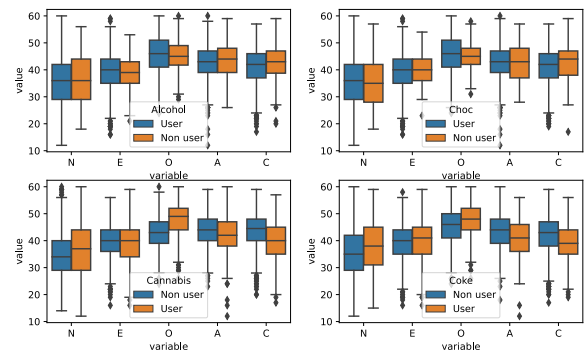 60
50
40
30
20
10
value
Alcohol
User
Non user
N E O A C
variable
60
50
40
30
20
10
value
Choc
User
Non user
N E O A C
variable
60
50
40
30
20
10
value
Cannabis
Non user
User
N E O A C
variable
60
50
40
30
20
10
value
Coke
Non user
User
N E O A C
variable